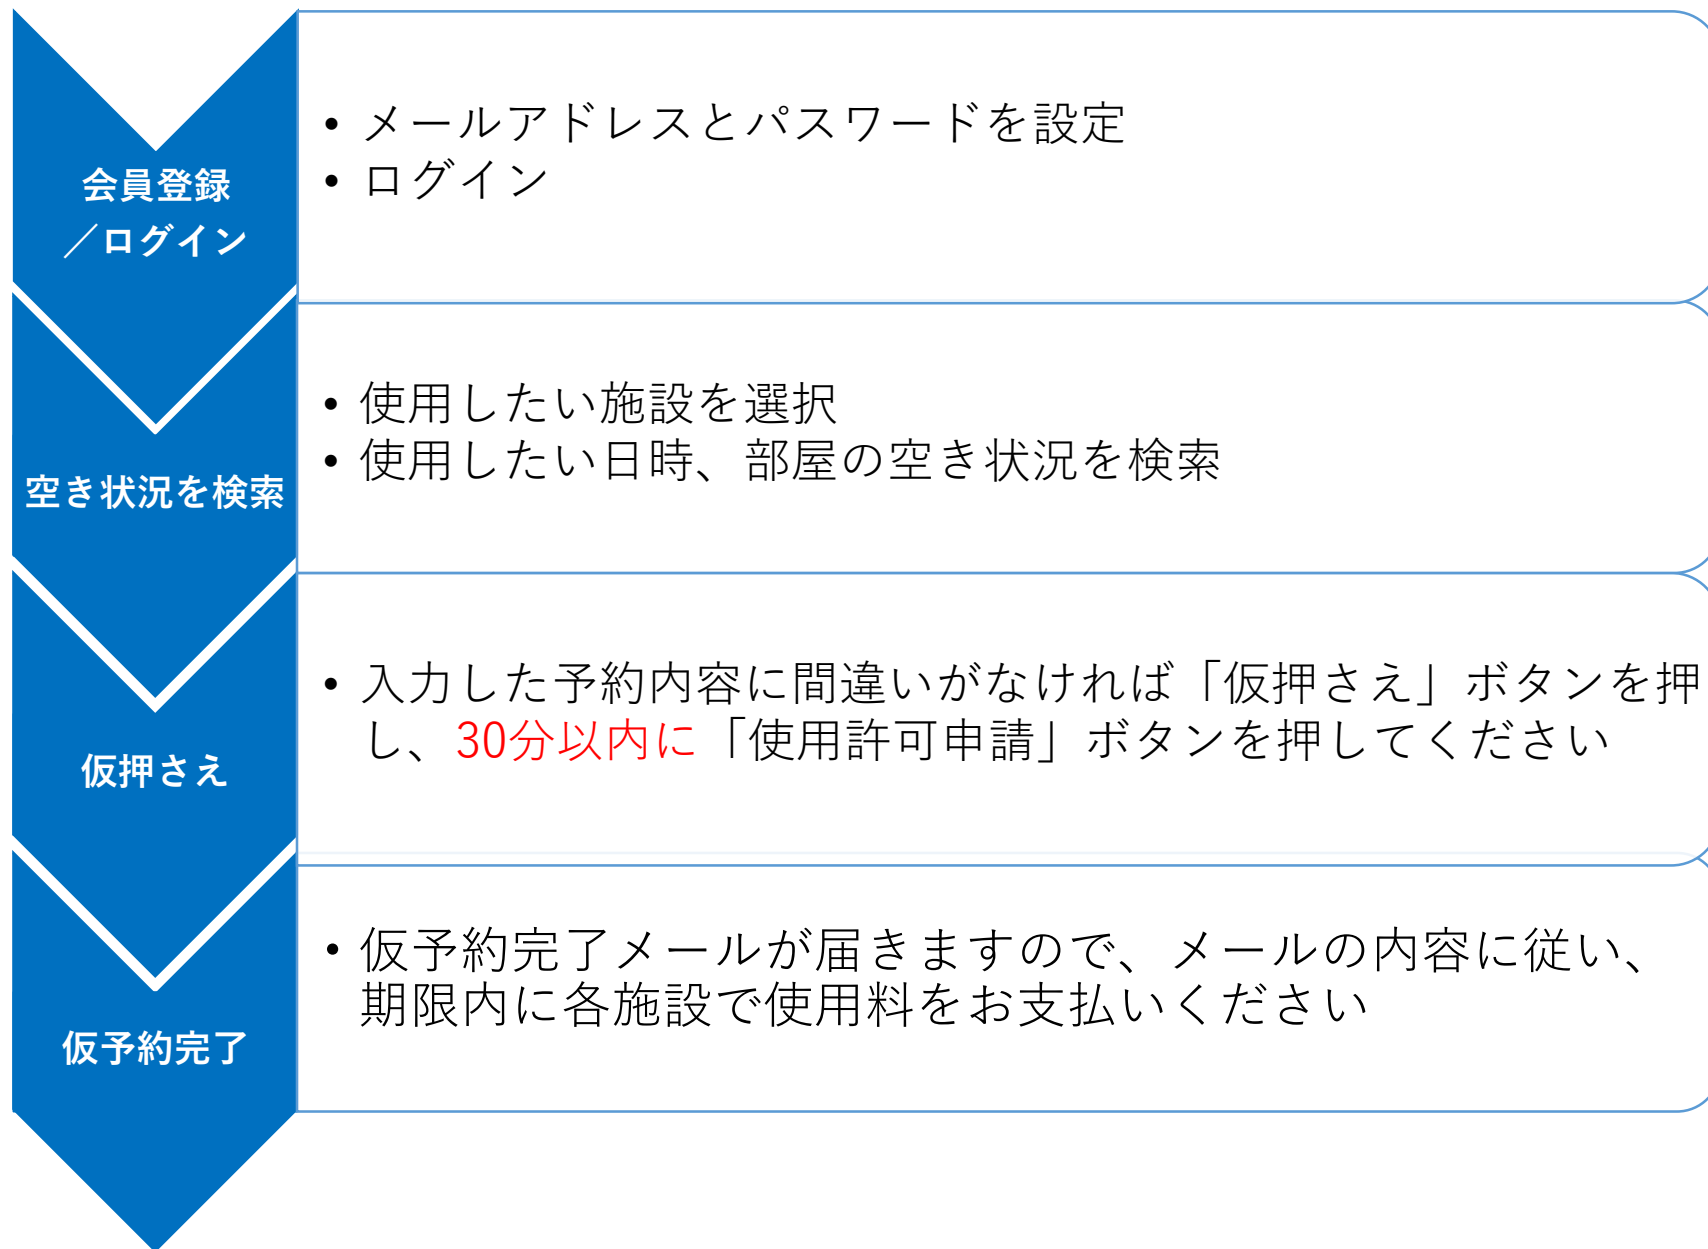 会員登録
／ログイン
• メールアドレスとパスワードを設定
• ログイン
空き状況を検索
• 使用したい施設を選択
• 使用したい日時、部屋の空き状況を検索
仮押さえ
• 入力した予約内容に間違いがなければ「仮押さえ」ボタンを押
し、30分以内に「使用許可申請」ボタンを押してください
仮予約完了
• 仮予約完了メールが届きますので、メールの内容に従い、
期限内に各施設で使用料をお支払いください